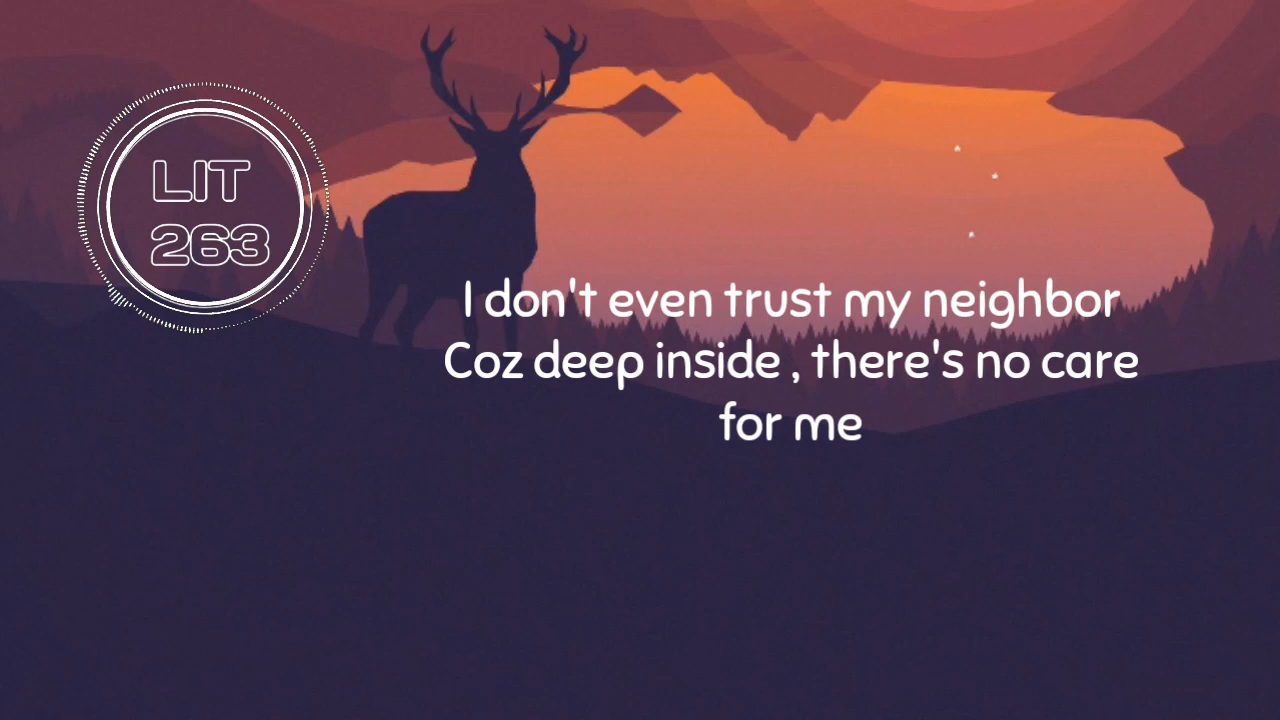 LIT
263
I don't even trust my neighbor
Coz deep inside , there's no care
for me